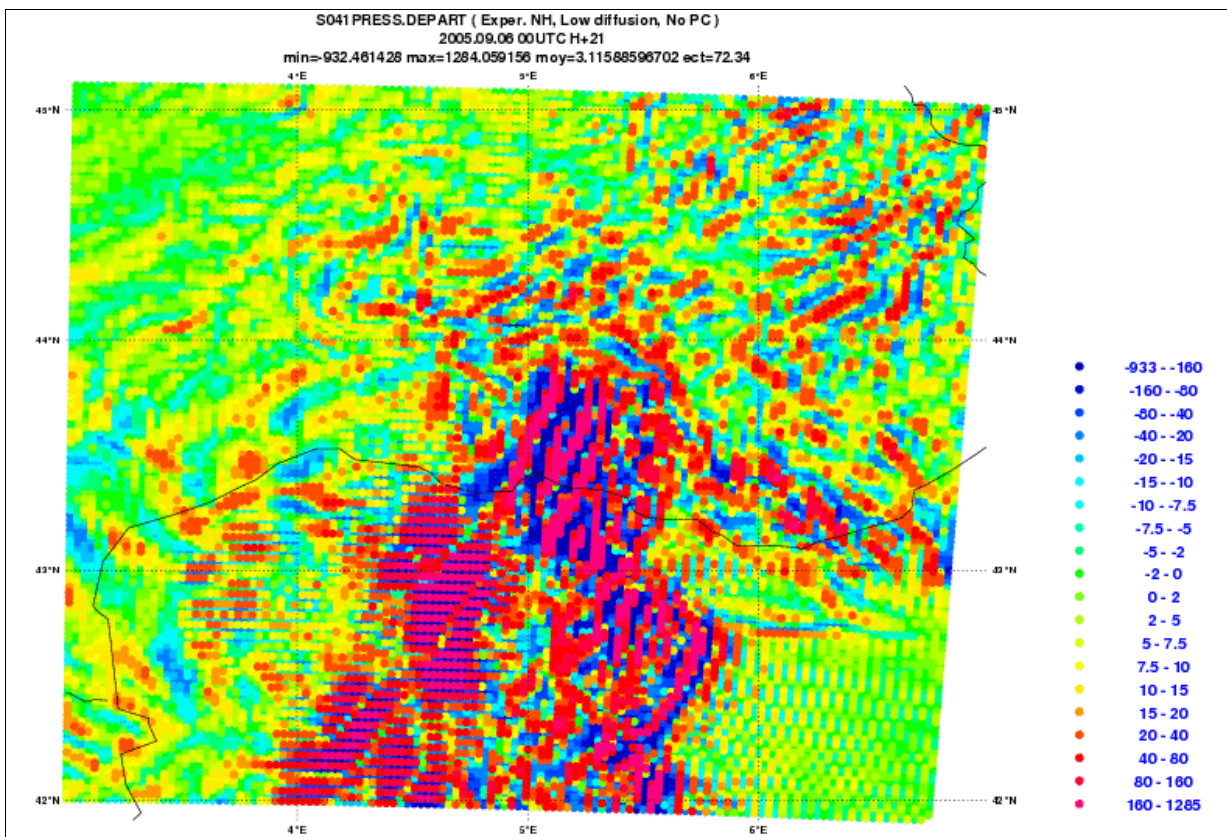 S041PRESS.DEPART ( Exper. NH, Low diffusion, No PC )
2005.09.06 00UTC H+21
min=-932.461428 max=1284.059156 moy=3.11588596702 ect=72.34
4°E 5°E 6°E
45°N 45°N
44°N 44°N
43°N 43°N
42°N 42°N
4°E 5°E 6°E
-933 - -160
-160 - -80
-80 - -40
-40 - -20
-20 - -15
-15 - -10
-10 - -7.5
-7.5 - -5
-5 - -2
-2 - 0
0 - 2
2 - 5
5 - 7.5
7.5 - 10
10 - 15
15 - 20
20 - 40
40 - 80
80 - 160
160 - 1285